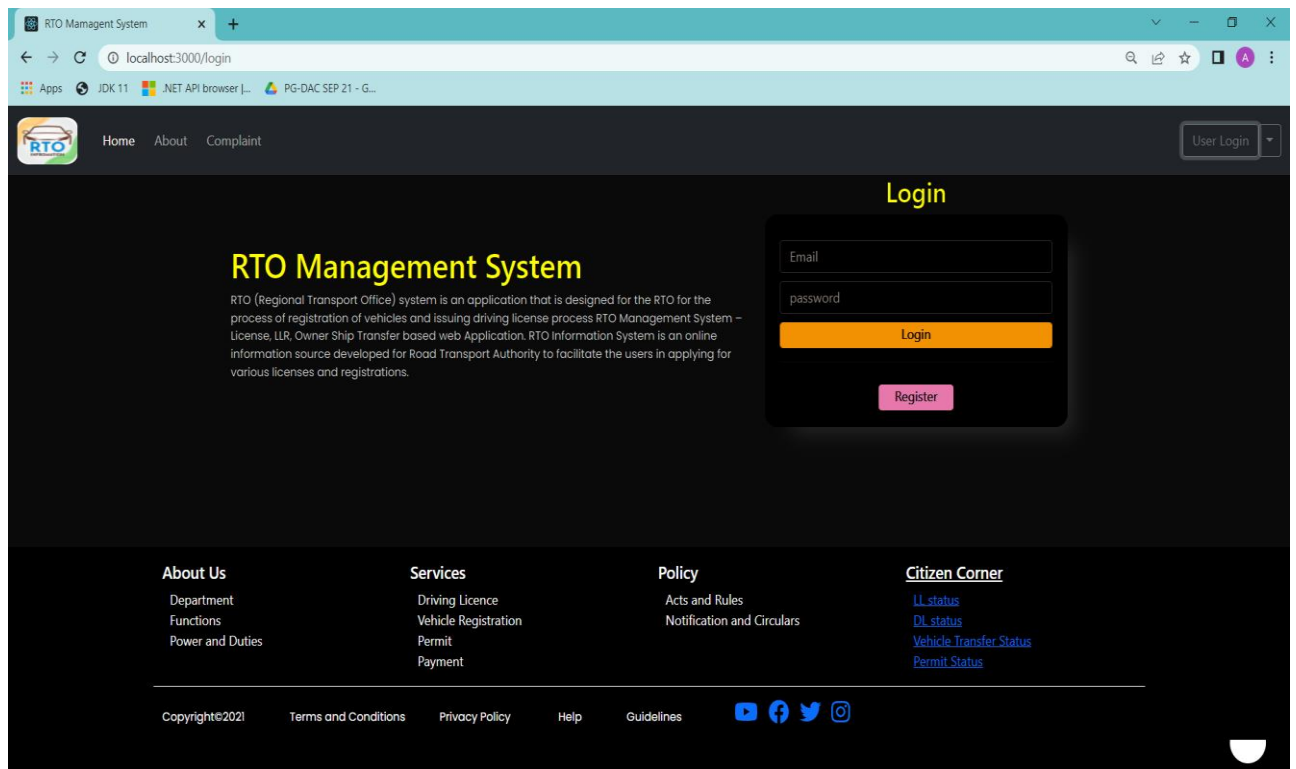 RTO Mamagent System
localhost:3000/login
Apps JDK 11 .NET API browser |... PG-DAC SEP 21 - G...
A
RTO
Home About Complaint
User Login
Login
Email
password
Login
Register
RTO Management System
RTO (Regional Transport Office) system is an application that is designed for the RTO for the
process of registration of vehicles and issuing driving license process RTO Management System –
License, LLR, Owner Ship Transfer based web Application. RTO Information System is an online
information source developed for Road Transport Authority to facilitate the users in applying for
various licenses and registrations.
About Us
Department
Functions
Power and Duties
Services
Driving Licence
Vehicle Registration
Permit
Payment
Policy
Acts and Rules
Notification and Circulars
Citizen Corner
LL status
DL status
Vehicle Transfer Status
Permit Status
Copyright©2021 Terms and Conditions Privacy Policy Help Guidelines